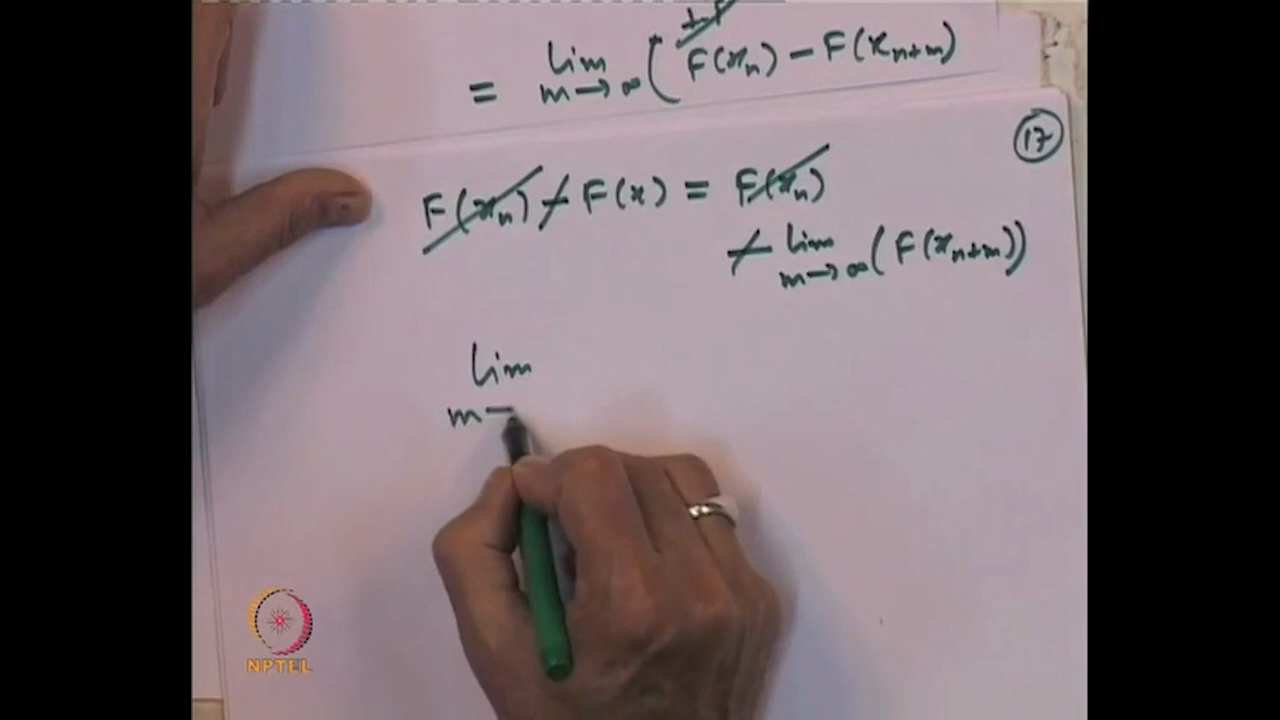 = lim m→∞ ( F(xₙ) − F(xₙ₊ₘ)
17
F(xₙ) − F(x) = F(xₙ)
− lim m→∞ ( F(xₙ₊ₘ))
lim
m −
NPTEL